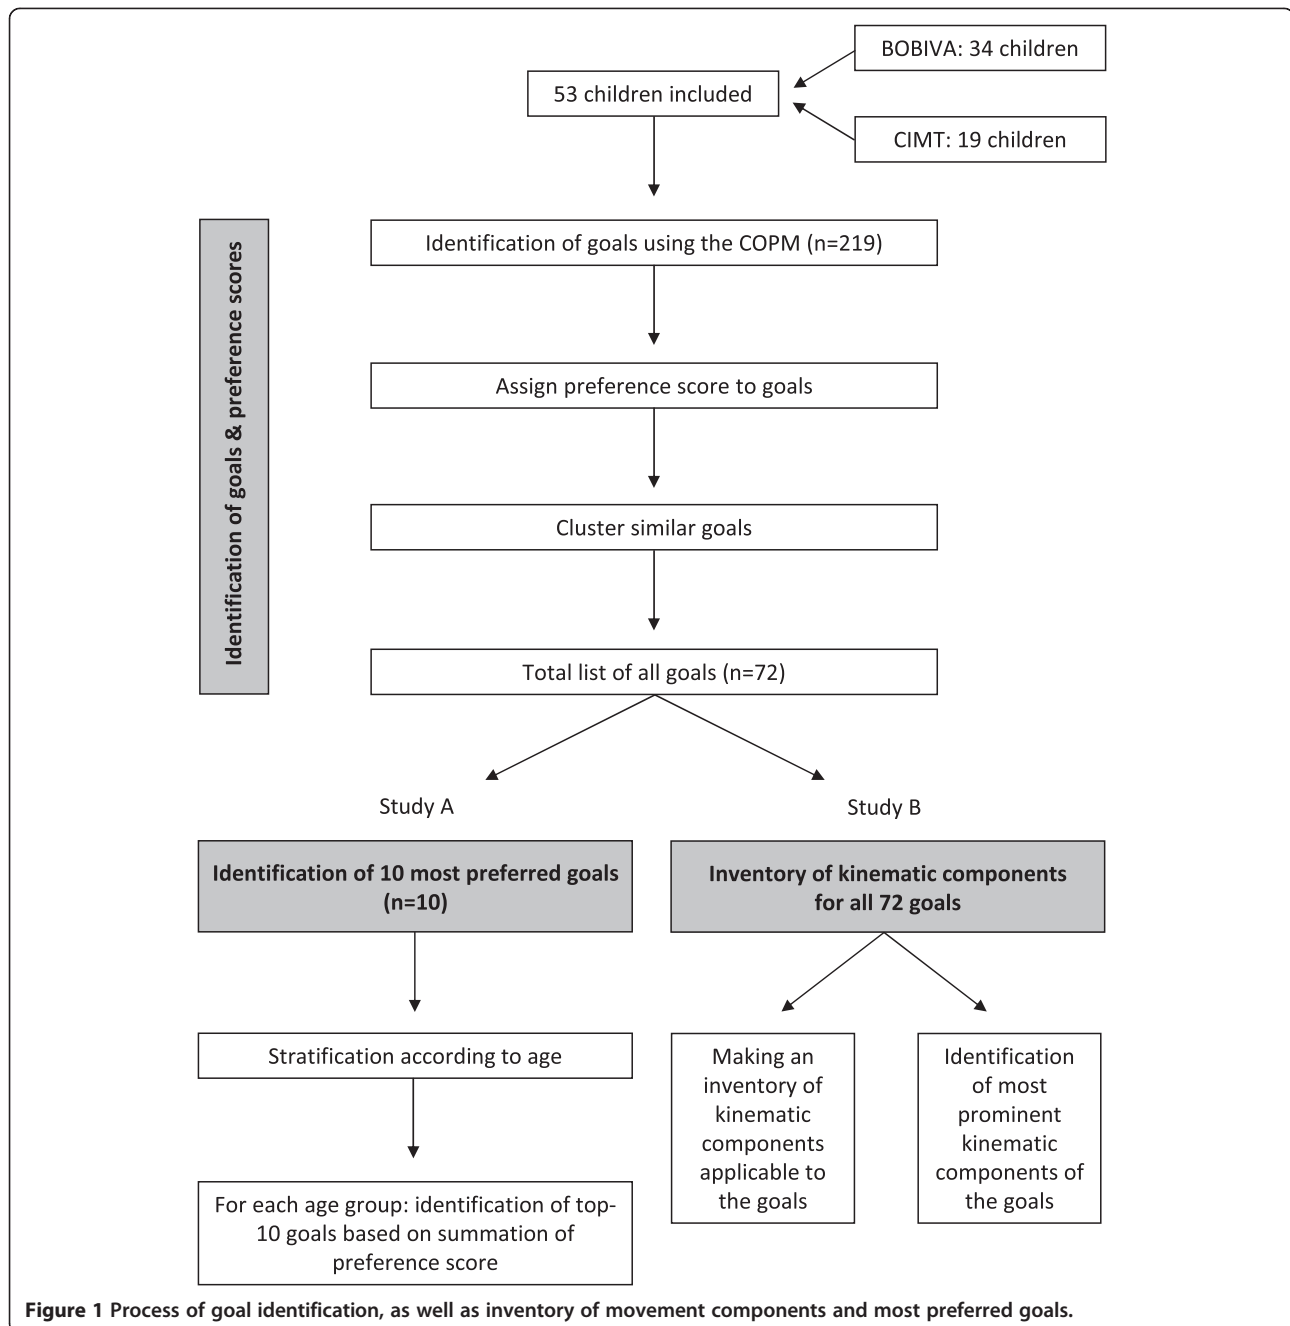 BOBIVA: 34 children
53 children included
CIMT: 19 children
Identification of goals & preference scores
Identification of goals using the COPM (n=219)
Assign preference score to goals
Cluster similar goals
Total list of all goals (n=72)
Study A
Study B
Identification of 10 most preferred goals
(n=10)
Inventory of kinematic components
for all 72 goals
Stratification according to age
For each age group: identification of top-
10 goals based on summation of
preference score
Making an
inventory of
kinematic
components
applicable to
the goals
Identification
of most
prominent
kinematic
components of
the goals
Figure 1 Process of goal identification, as well as inventory of movement components and most preferred goals.